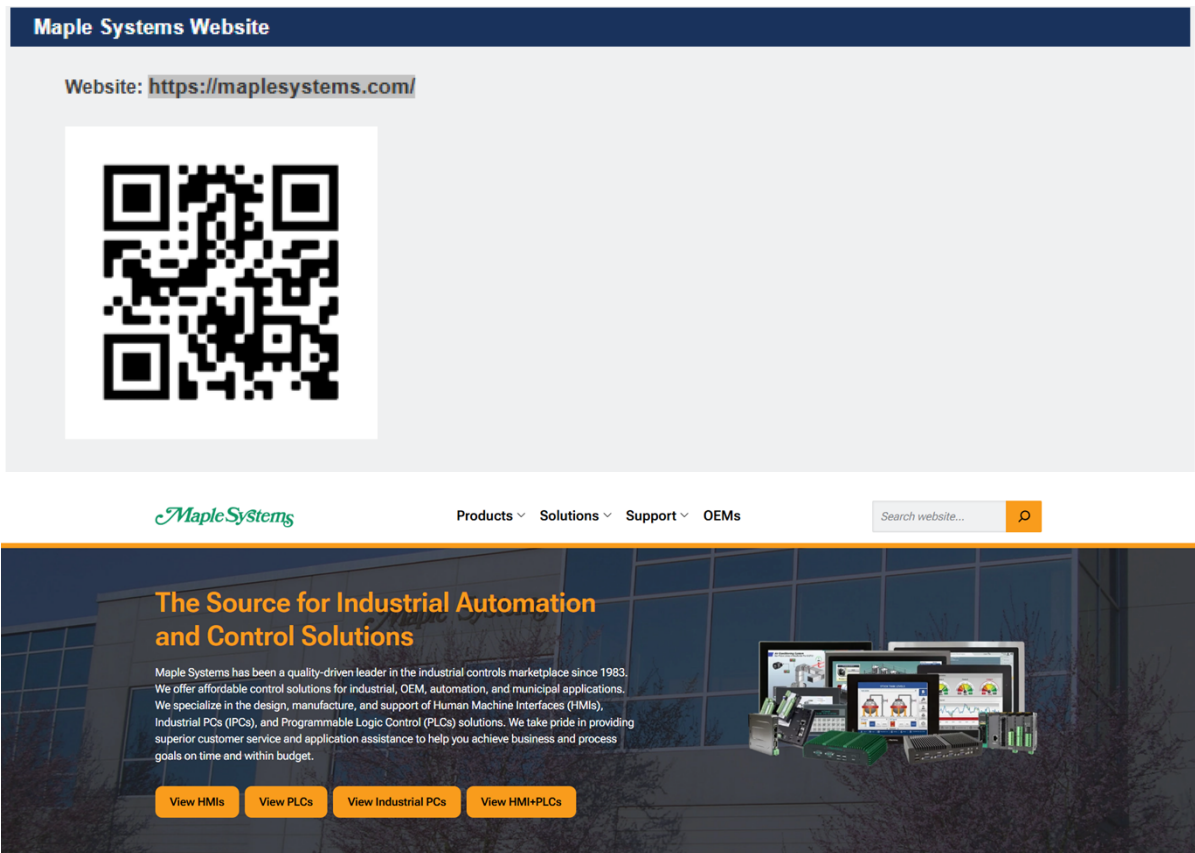 Maple Systems Website
Website: https://maplesystems.com/
Maple Systems
Products
Solutions
Support
OEMs
Search website...
The Source for Industrial Automation
and Control Solutions
Maple Systems has been a quality-driven leader in the industrial controls marketplace since 1983.
We offer affordable control solutions for industrial, OEM, automation, and municipal applications.
We specialize in the design, manufacture, and support of Human Machine Interfaces (HMIs),
Industrial PCs (IPCs), and Programmable Logic Control (PLCs) solutions. We take pride in providing
superior customer service and application assistance to help you achieve business and process
goals on time and within budget.
View HMIs
View PLCs
View Industrial PCs
View HMI+PLCs
Maple Systems